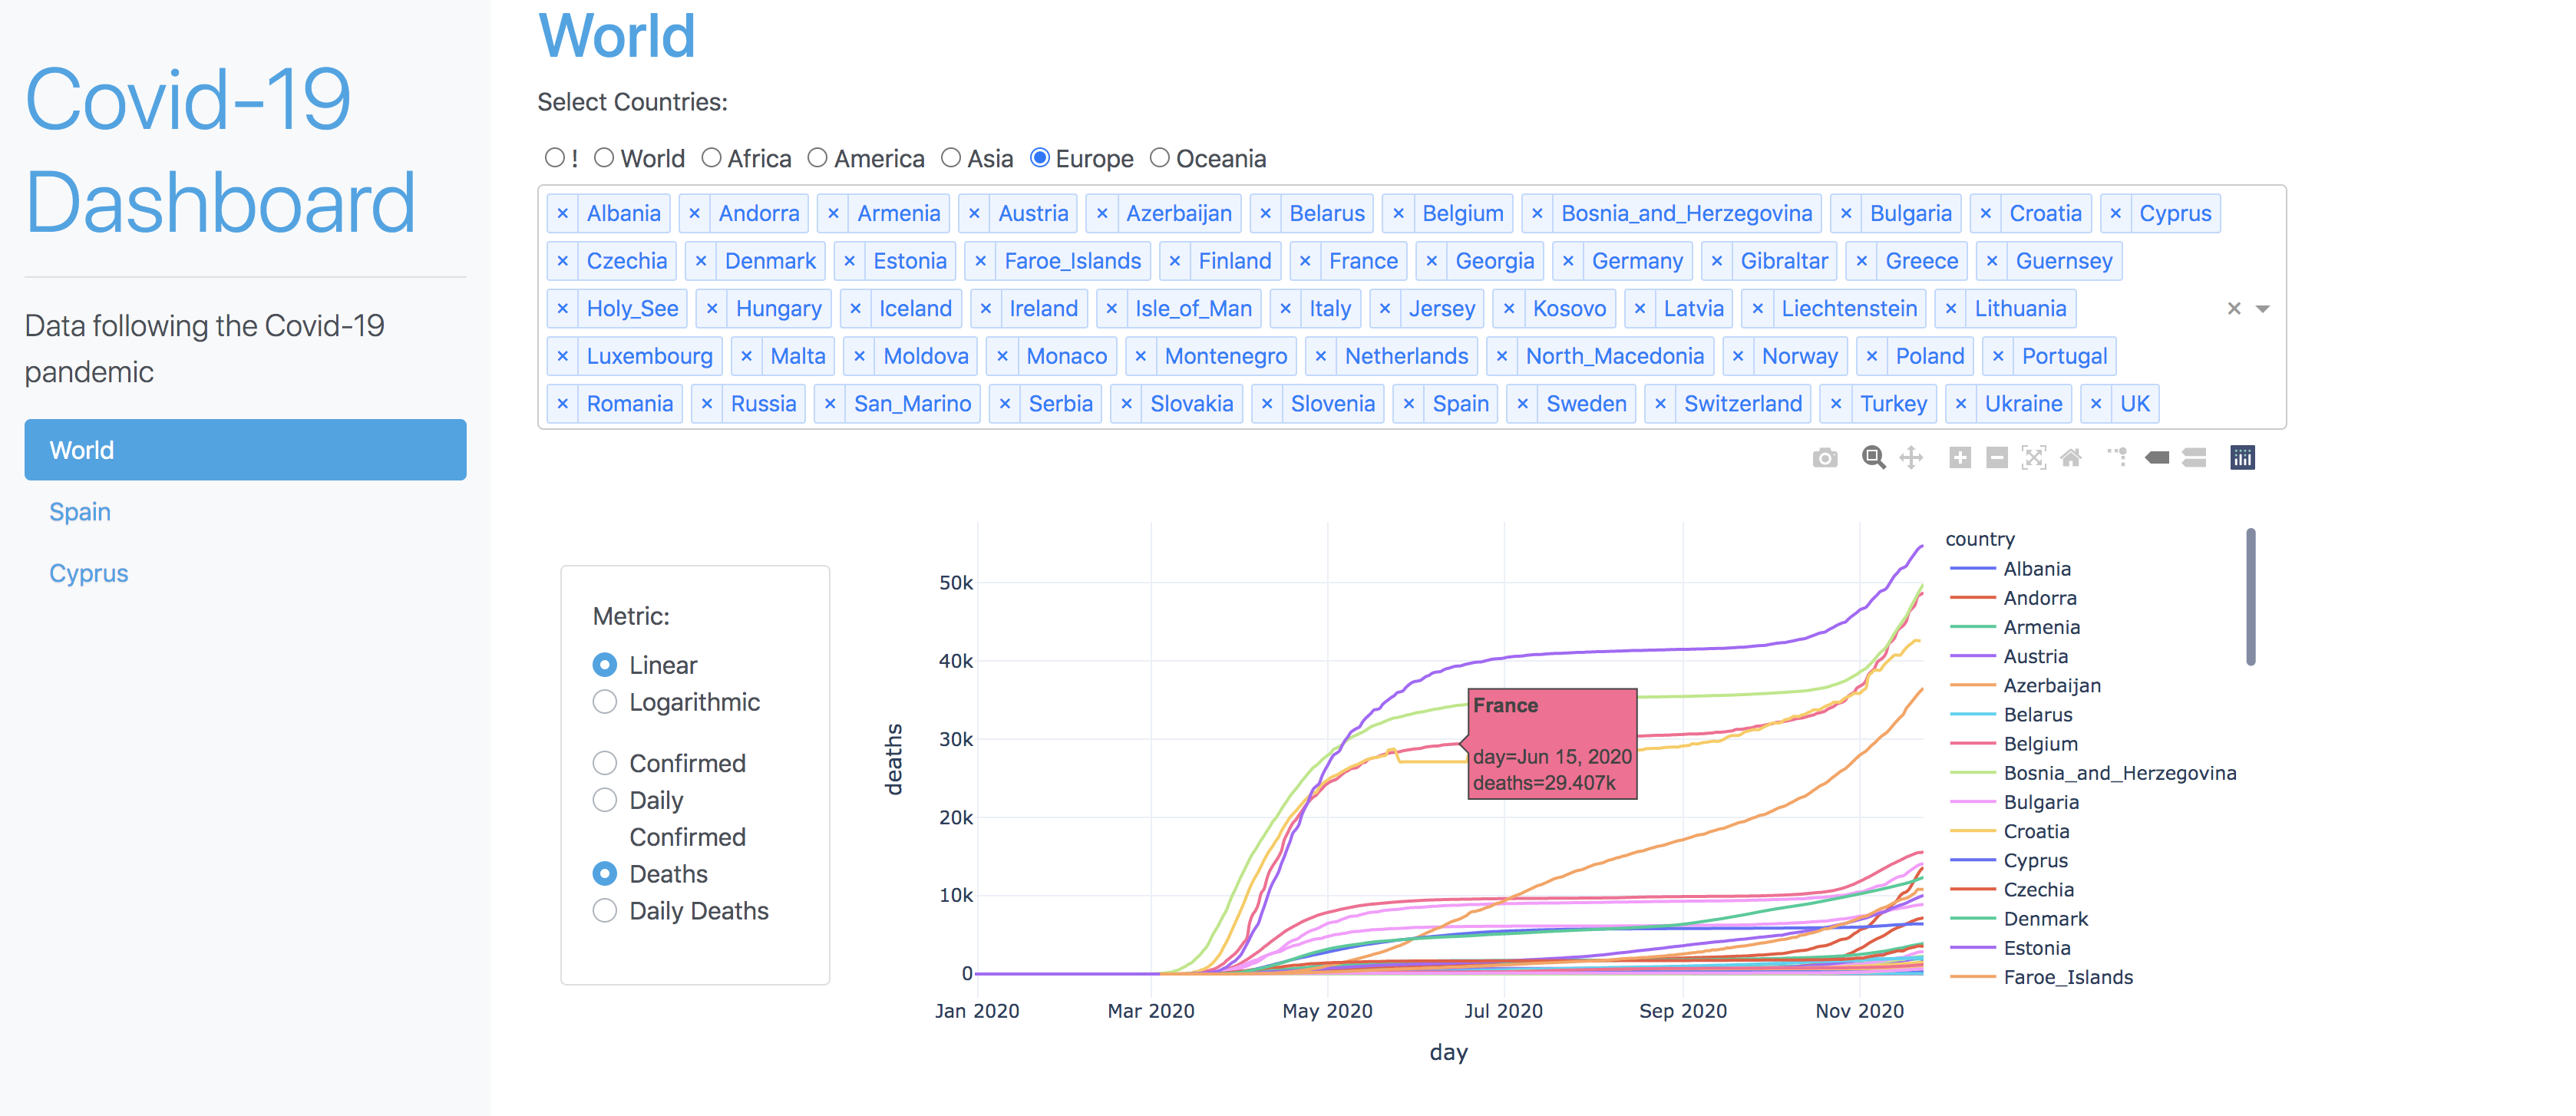 Covid-19
Dashboard
Data following the Covid-19
pandemic
World
Spain
Cyprus
World
Select Countries:
! World Africa America Asia Europe Oceania
× Albania × Andorra × Armenia × Austria × Azerbaijan × Belarus × Belgium × Bosnia_and_Herzegovina × Bulgaria × Croatia × Cyprus
× Czechia × Denmark × Estonia × Faroe_Islands × Finland × France × Georgia × Germany × Gibraltar × Greece × Guernsey
× Holy_See × Hungary × Iceland × Ireland × Isle_of_Man × Italy × Jersey × Kosovo × Latvia × Liechtenstein × Lithuania ×
× Luxembourg × Malta × Moldova × Monaco × Montenegro × Netherlands × North_Macedonia × Norway × Poland × Portugal
× Romania × Russia × San_Marino × Serbia × Slovakia × Slovenia × Spain × Sweden × Switzerland × Turkey × Ukraine × UK
Metric:
Linear
Logarithmic
Confirmed
Daily
Confirmed
Deaths
Daily Deaths
deaths
50k
40k
30k
20k
10k
0
Jan 2020 Mar 2020 May 2020 Jul 2020 Sep 2020 Nov 2020
day
France
day=Jun 15, 2020
deaths=29.407k
country
Albania
Andorra
Armenia
Austria
Azerbaijan
Belarus
Belgium
Bosnia_and_Herzegovina
Bulgaria
Croatia
Cyprus
Czechia
Denmark
Estonia
Faroe_Islands